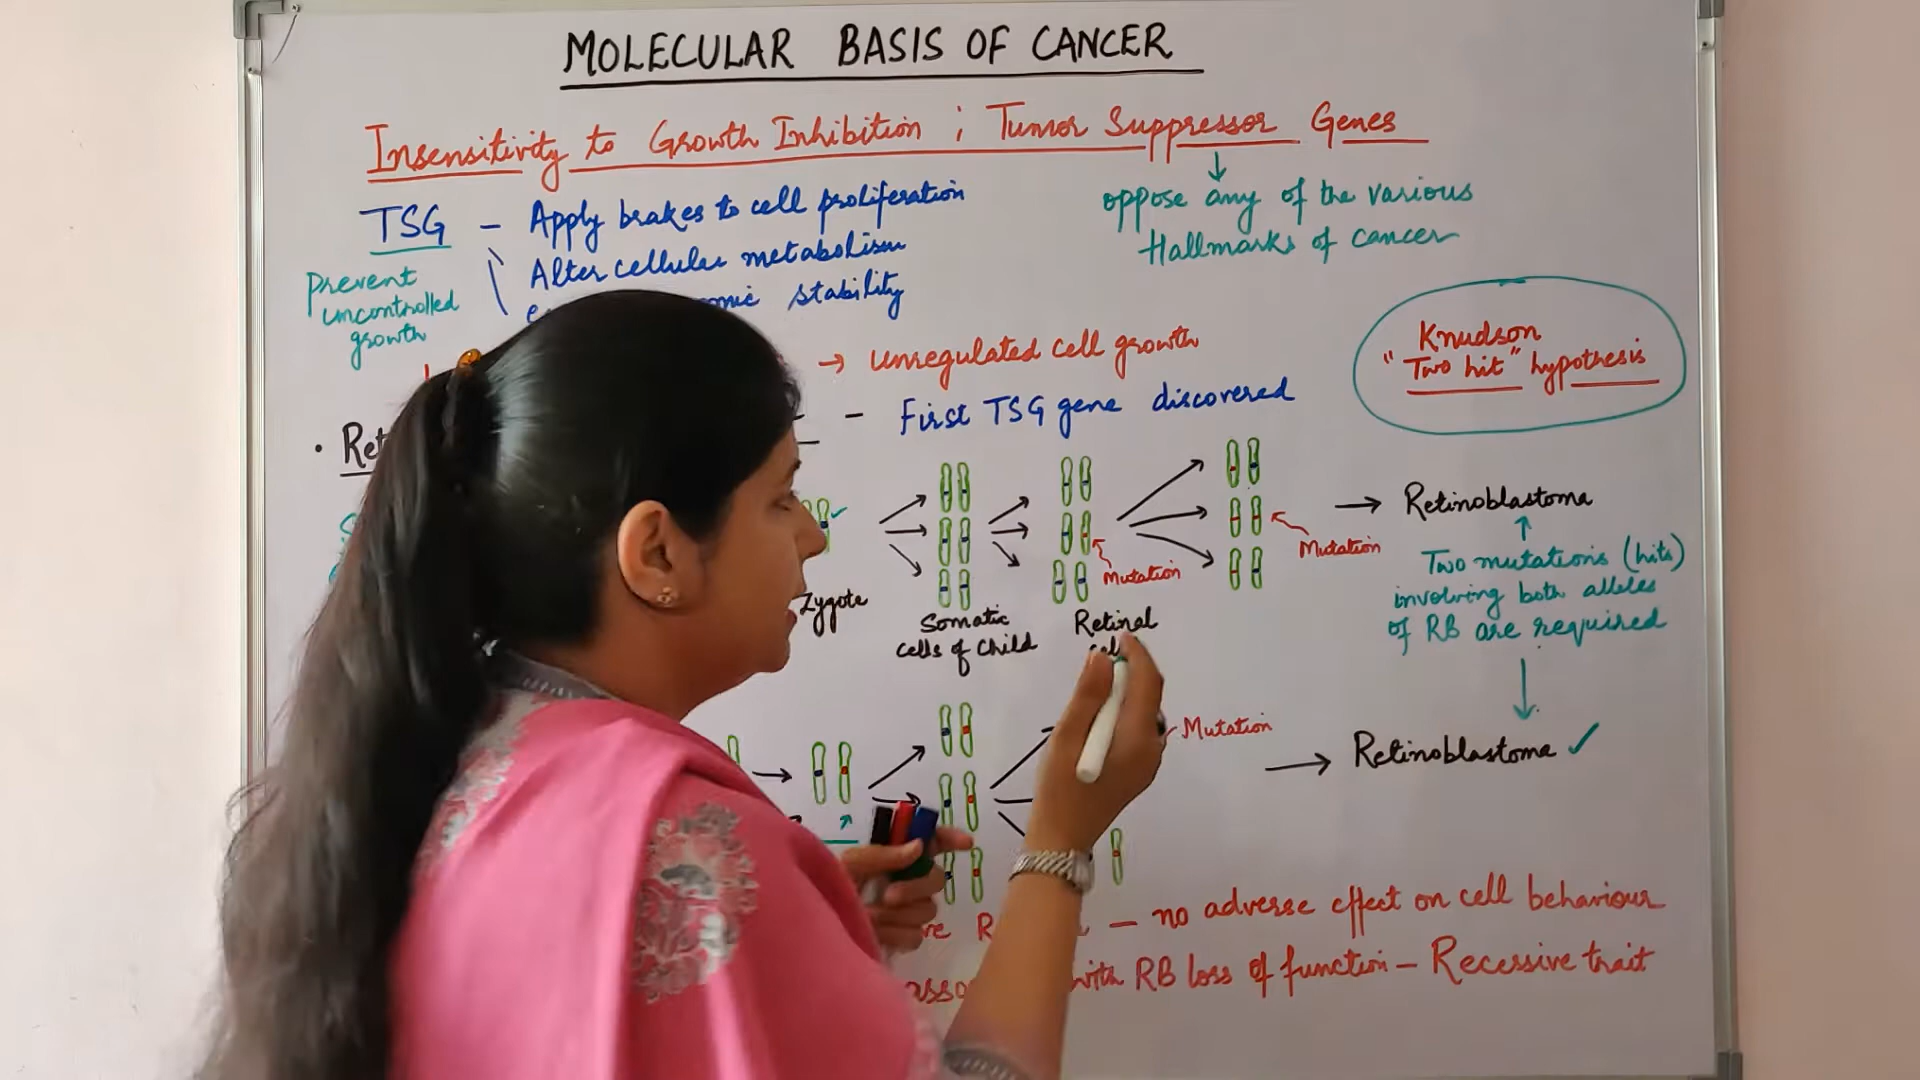 MOLECULAR BASIS OF CANCER
Insensitivity to Growth Inhibition ; Tumor Suppressor Genes
TSG – Apply brakes to cell proliferation
Alter cellular metabolism
stability
Prevent
uncontrolled
growth
oppose any of the various
Hallmarks of cancer
Knudson
"Two hit" hypothesis
→ unregulated cell growth
– First TSG gene discovered
Zygote
Somatic
cells of child
Retinal
Mutation
Mutation
→ Retinoblastoma
Two mutations (hits)
involving both alleles
of RB are required
Mutation
→ Retinoblastoma ✓
– no adverse effect on cell behaviour
with RB loss of function – Recessive trait